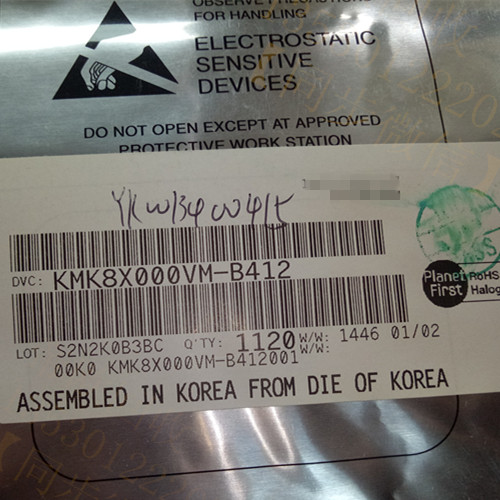 OBSERVE PRECAUTIONS
FOR HANDLING
ELECTROSTATIC
SENSITIVE
DEVICES
DO NOT OPEN EXCEPT AT APPROVED
PROTECTIVE WORK STATION
DVC: KMK8X000VM-B412
Planet First
RoHS
Halog
LOT: S2N2K0B3BC Q'TY: 1120 W/W: 1446 01/02
W/W:
00K0 KMK8X000VM-B412001
ASSEMBLED IN KOREA FROM DIE OF KOREA